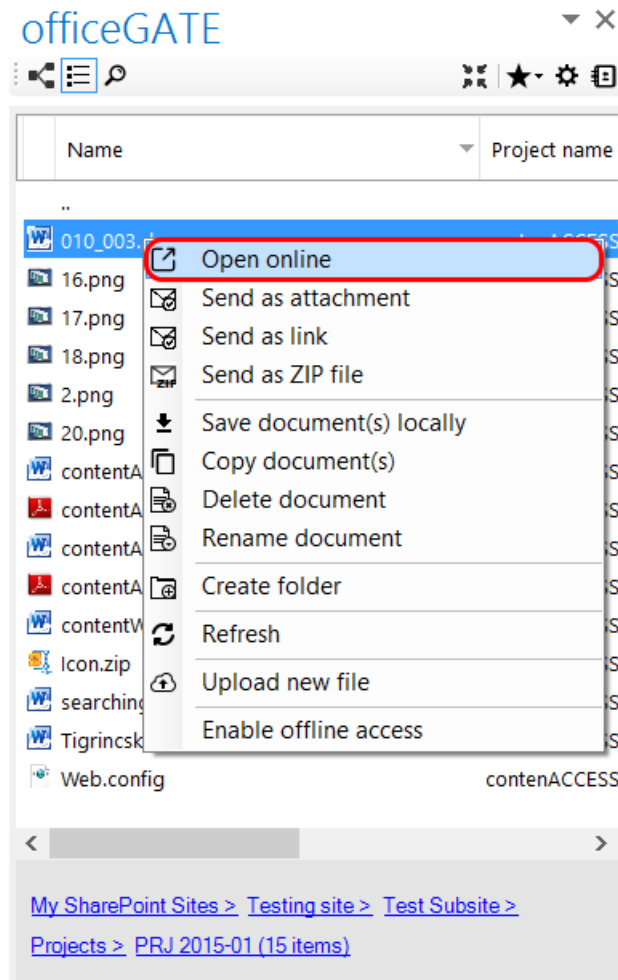 officeGATE
Name Project name
..
010_003.
Open online
Send as attachment
16.png
Send as link
17.png
Send as ZIP file
18.png
2.png
Save document(s) locally
20.png
Copy document(s)
contentA
Delete document
contentA
Rename document
contentA
Create folder
contentA
contentW
Refresh
Icon.zip
Upload new file
searching
Enable offline access
Tigrincsk
Web.config contenACCESS
My SharePoint Sites > Testing site > Test Subsite >
Projects > PRJ 2015-01 (15 items)